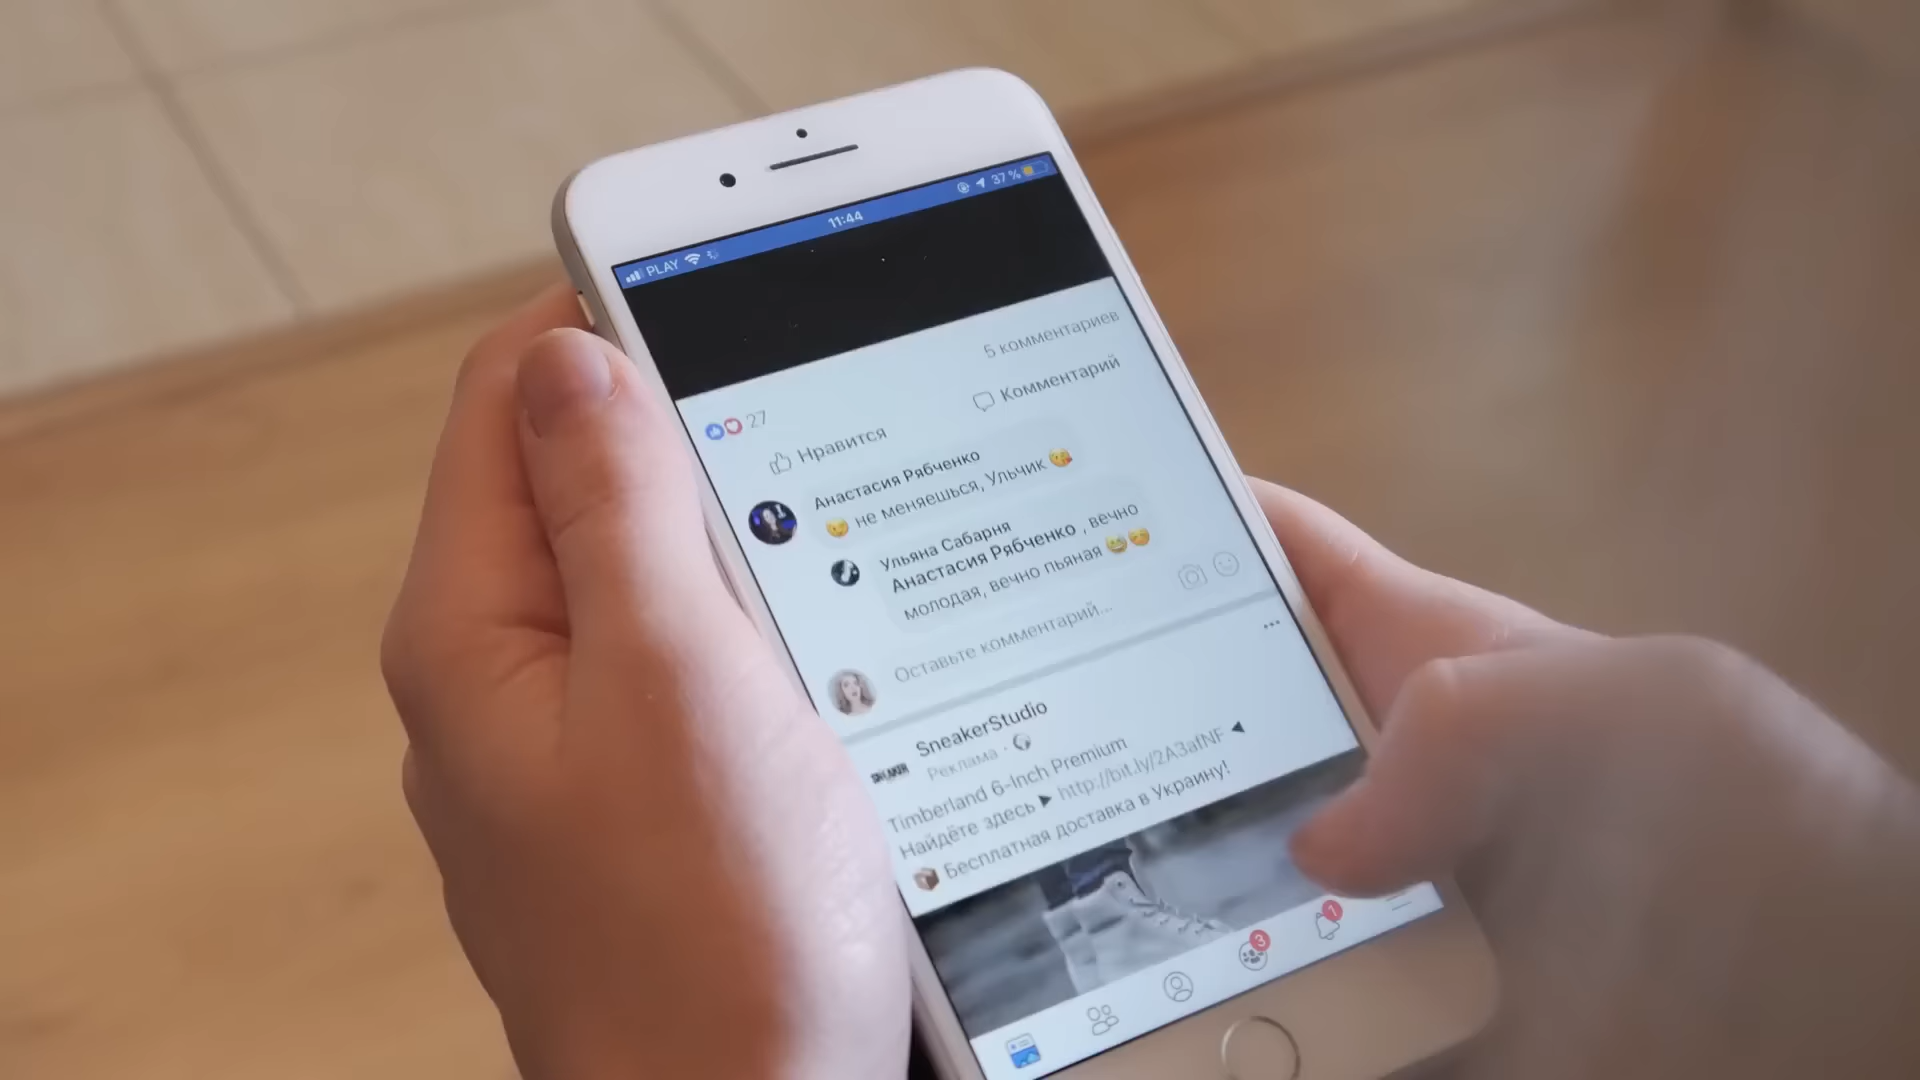 PLAY
11:44
37 %
5 комментариев
27
Нравится
Комментарий
Анастасия Рябченко
не меняешься, Ульчик
Ульяна Сабарня
Анастасия Рябченко , вечно
молодая, вечно пьяная
Оставьте комментарий...
SNEAKER
SneakerStudio
Реклама ·
Timberland 6-Inch Premium
Найдёте здесь ► http://bit.ly/2A3afNF ◄
Бесплатная доставка в Украину!
3
1